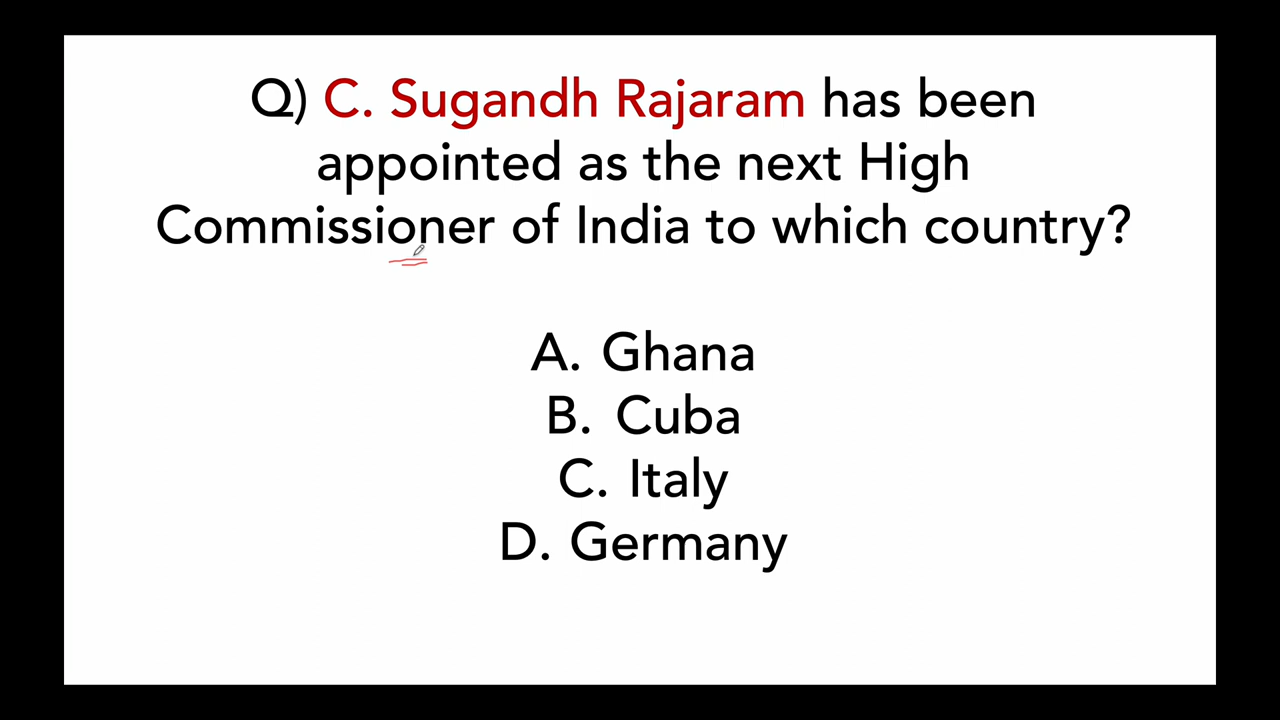 Q) C. Sugandh Rajaram has been
appointed as the next High
Commissioner of India to which country?
A. Ghana
B. Cuba
C. Italy
D. Germany